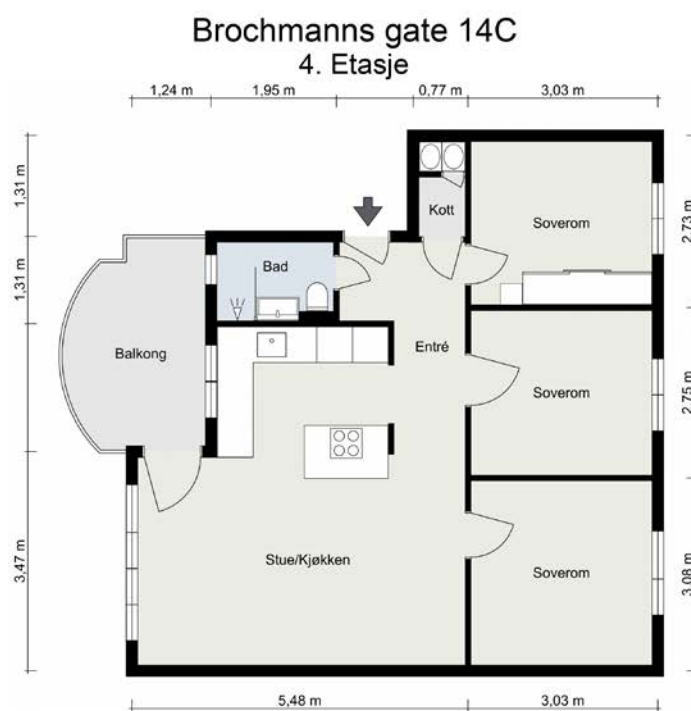 Brochmanns gate 14C
4. Etasje
1,24 m
1,95 m
0,77 m
3,03 m
1,31 m
1,31 m
3,47 m
2,73 m
2,75 m
3,08 m
Kott
Soverom
Bad
Balkong
Entré
Soverom
Stue/Kjøkken
Soverom
5,48 m
3,03 m